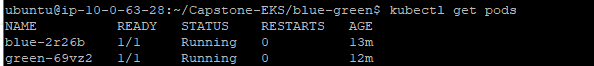 ubuntu@ip-10-0-63-28:~/Capstone-EKS/blue-green$ kubectl get pods
NAME READY STATUS RESTARTS AGE
blue-2r26b 1/1 Running 0 13m
green-69vz2 1/1 Running 0 12m